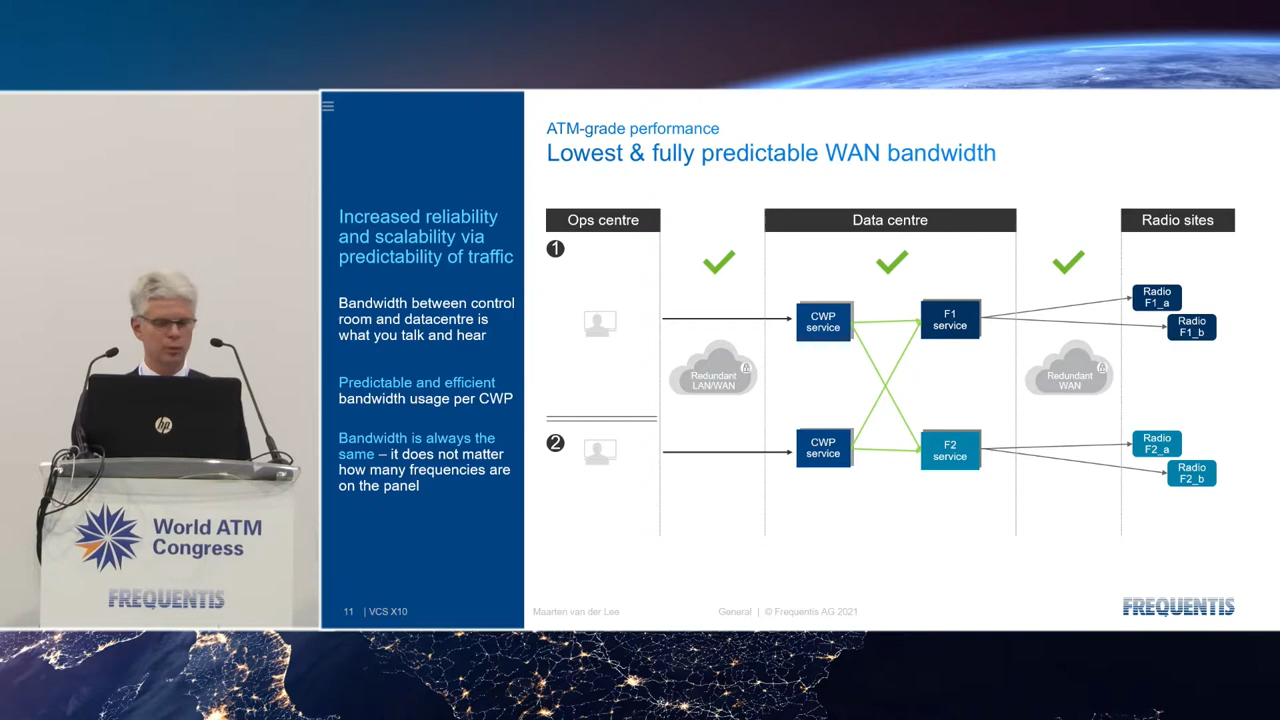 hp
World ATM
Congress
FREQUENTIS
Increased reliability
and scalability via
predictability of traffic
Bandwidth between control
room and datacentre is
what you talk and hear
Predictable and efficient
bandwidth usage per CWP
Bandwidth is always the
same – it does not matter
how many frequencies are
on the panel
11 | VCS X10
ATM-grade performance
Lowest & fully predictable WAN bandwidth
Ops centre
Data centre
Radio sites
1
CWP
service
F1
service
Radio
F1_a
Radio
F1_b
Redundant
LAN/WAN
Redundant
WAN
2
CWP
service
F2
service
Radio
F2_a
Radio
F2_b
Maarten van der Lee
General | © Frequentis AG 2021
FREQUENTIS